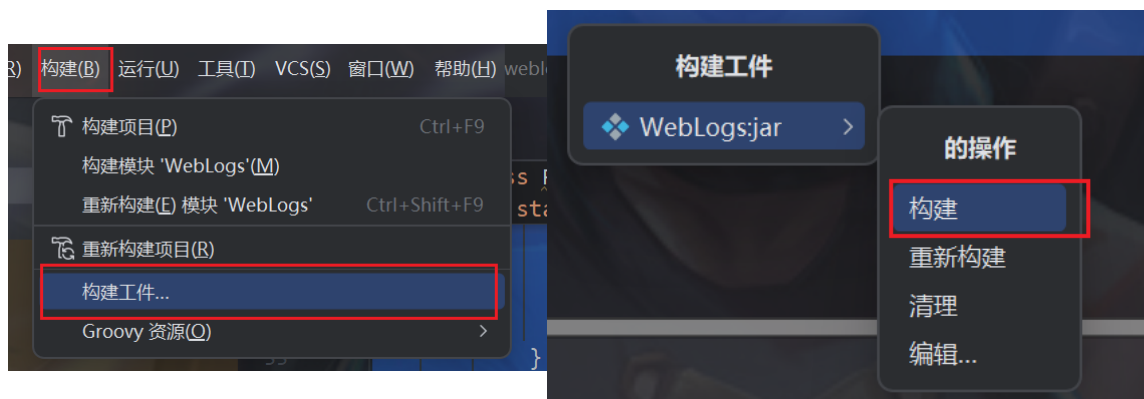 R) 构建(B) 运行(U) 工具(T) VCS(S) 窗口(W) 帮助(H) webl
构建项目(P) Ctrl+F9
构建模块 'WebLogs'(M)
重新构建(E) 模块 'WebLogs' Ctrl+Shift+F9
重新构建项目(R)
构建工件...
Groovy 资源(O)
ss
sta
}
构建工件
WebLogs:jar
的操作
构建
重新构建
清理
编辑...